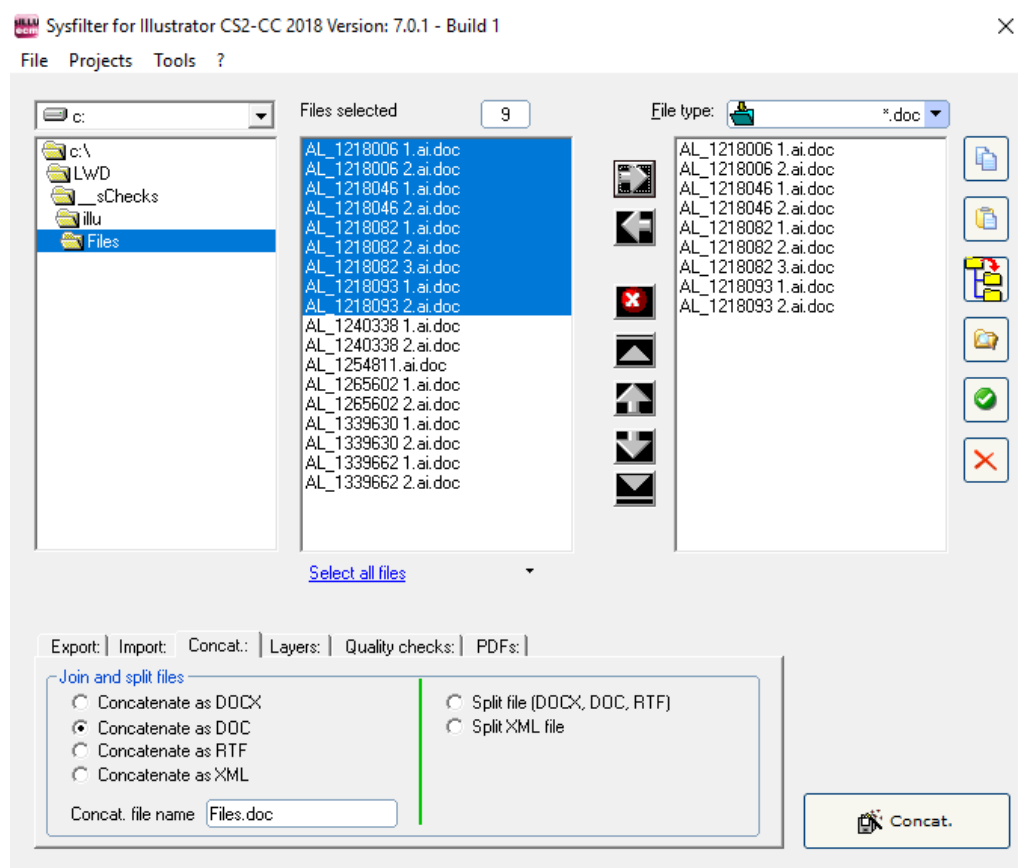 Sysfilter for Illustrator CS2-CC 2018 Version: 7.0.1 - Build 1
File Projects Tools ?
c:
Files selected 9
File type: *.doc
c:\
LWD
__sChecks
illu
Files
AL_1218006 1.ai.doc
AL_1218006 2.ai.doc
AL_1218046 1.ai.doc
AL_1218046 2.ai.doc
AL_1218082 1.ai.doc
AL_1218082 2.ai.doc
AL_1218082 3.ai.doc
AL_1218093 1.ai.doc
AL_1218093 2.ai.doc
AL_1240338 1.ai.doc
AL_1240338 2.ai.doc
AL_1254811.ai.doc
AL_1265602 1.ai.doc
AL_1265602 2.ai.doc
AL_1339630 1.ai.doc
AL_1339630 2.ai.doc
AL_1339662 1.ai.doc
AL_1339662 2.ai.doc
AL_1218006 1.ai.doc
AL_1218006 2.ai.doc
AL_1218046 1.ai.doc
AL_1218046 2.ai.doc
AL_1218082 1.ai.doc
AL_1218082 2.ai.doc
AL_1218082 3.ai.doc
AL_1218093 1.ai.doc
AL_1218093 2.ai.doc
Select all files
Export: Import: Concat.: Layers: Quality checks: PDFs:
Join and split files
Concatenate as DOCX
Concatenate as DOC
Concatenate as RTF
Concatenate as XML
Concat. file name Files.doc
Split file (DOCX, DOC, RTF)
Split XML file
Concat.